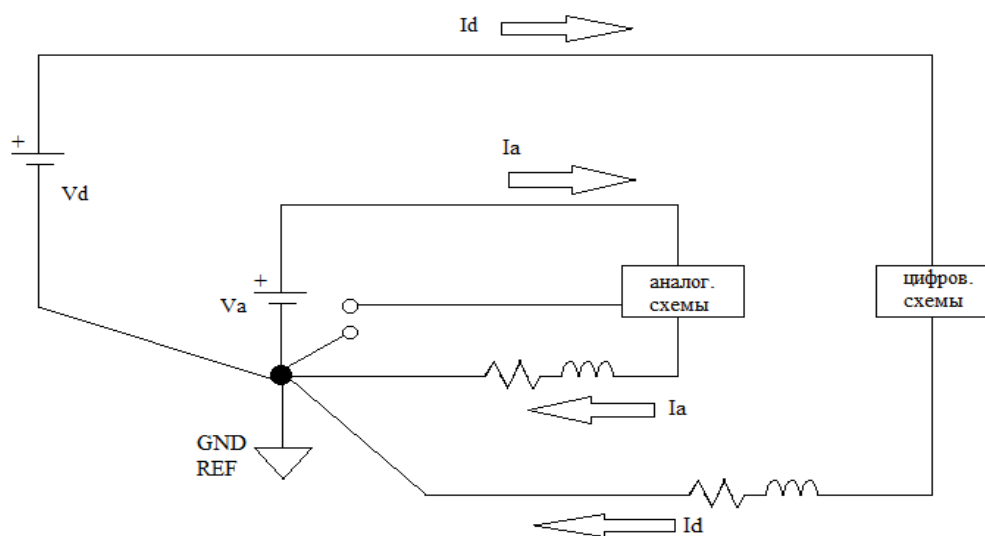 Id
Ia
+
Vd
+
Va
аналог.
схемы
цифров.
схемы
Ia
GND
REF
Id